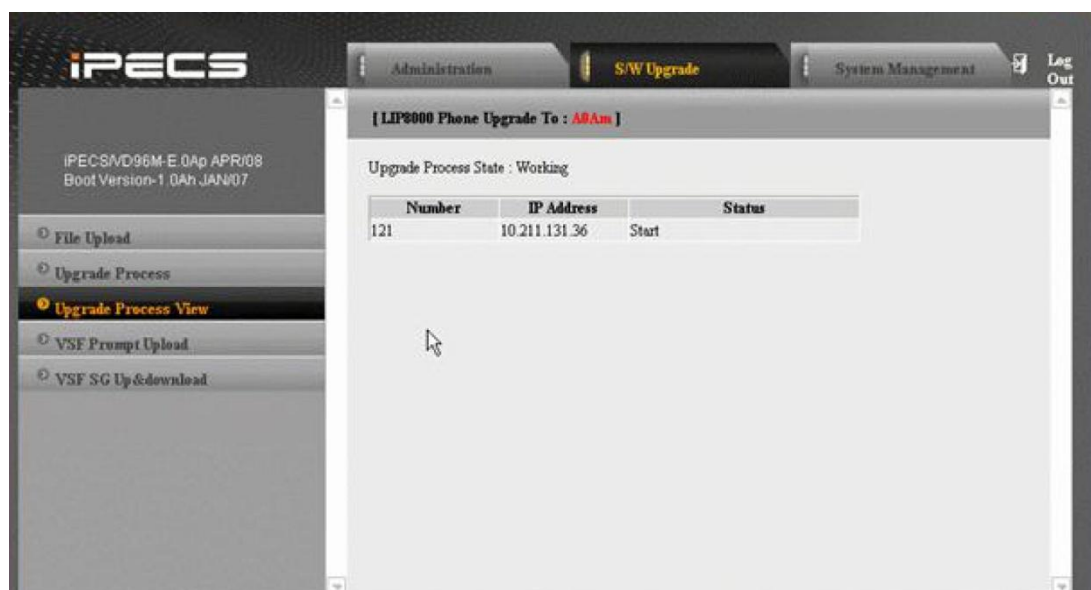 iPECS
Administration
S/W Upgrade
System Management
Log
Out
iPECS/VD96M-E.0Ap APR/08
Boot Version-1.0Ah JAN/07
File Upload
Upgrade Process
Upgrade Process View
VSF Prompt Upload
VSF SG Up&download
[ LIP8000 Phone Upgrade To : A0Am ]
Upgrade Process State : Working
Number IP Address Status
121 10.211.131.36 Start